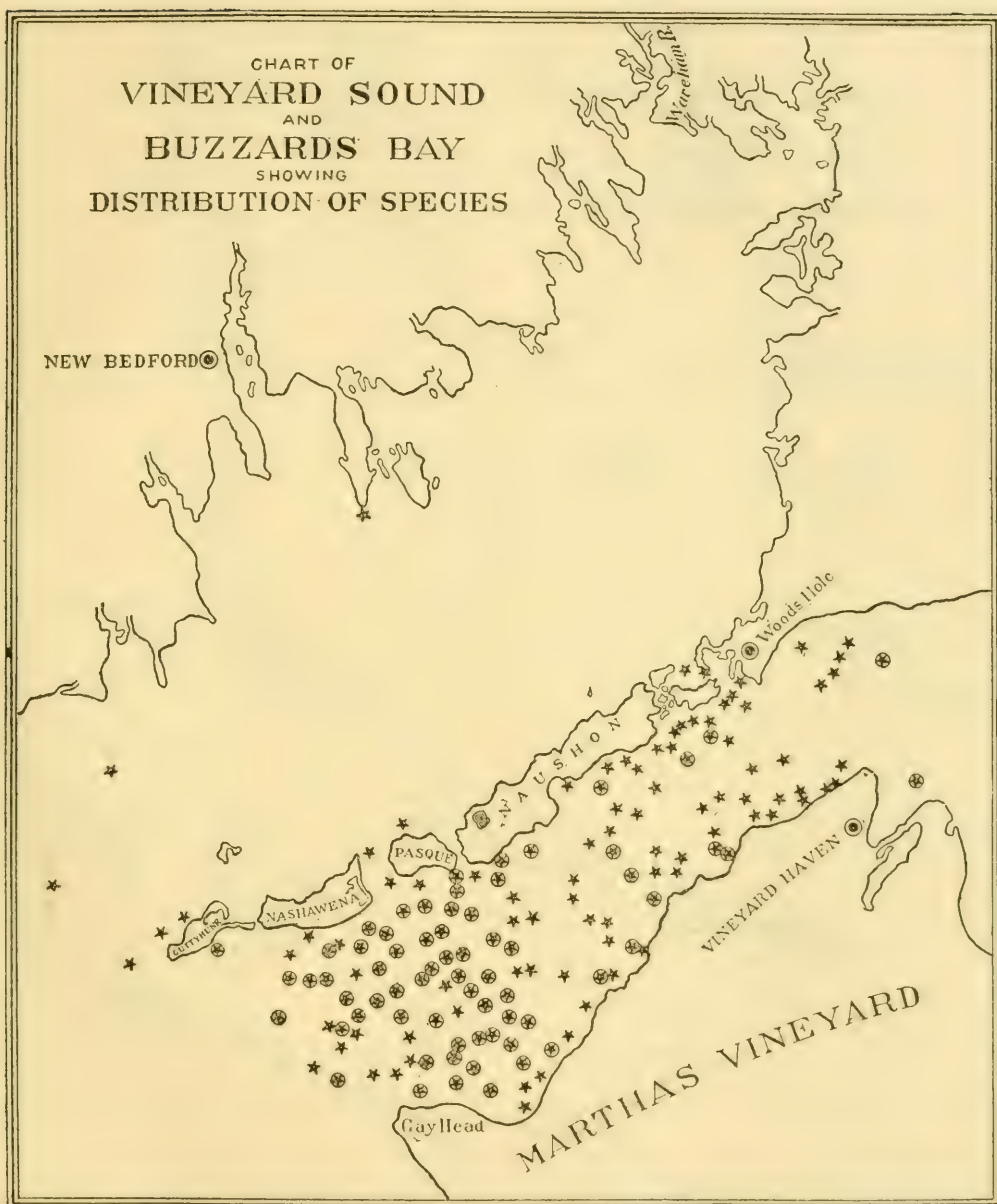 CHART OF
VINEYARD SOUND
AND
BUZZARDS BAY
SHOWING
DISTRIBUTION OF SPECIES
Wareham R.
NEW BEDFORD
Woods Hole
NAUSHON
PASQUE
NASHAWENA
CUTTYHUNK
VINEYARD HAVEN
MARTHAS VINEYARD
Gay Head